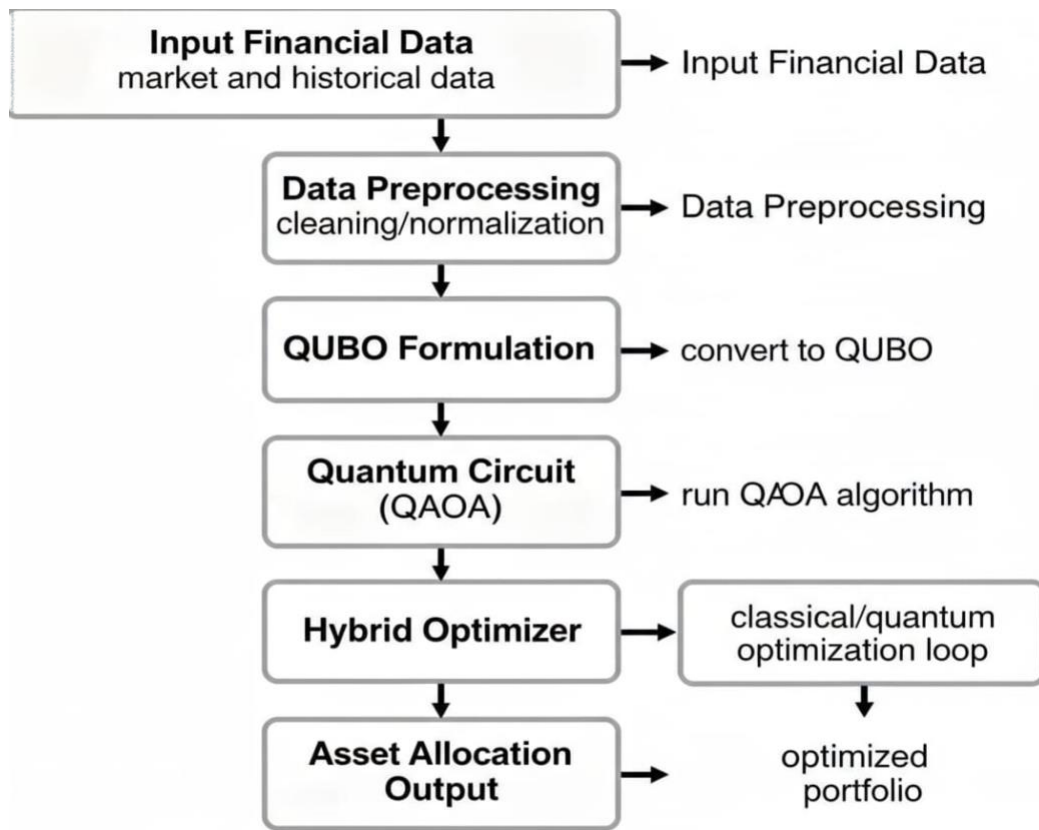 Input Financial Data
market and historical data
Input Financial Data
Data Preprocessing
cleaning/normalization
Data Preprocessing
QUBO Formulation
convert to QUBO
Quantum Circuit
(QAOA)
run QAOA algorithm
Hybrid Optimizer
classical/quantum
optimization loop
Asset Allocation
Output
optimized
portfolio